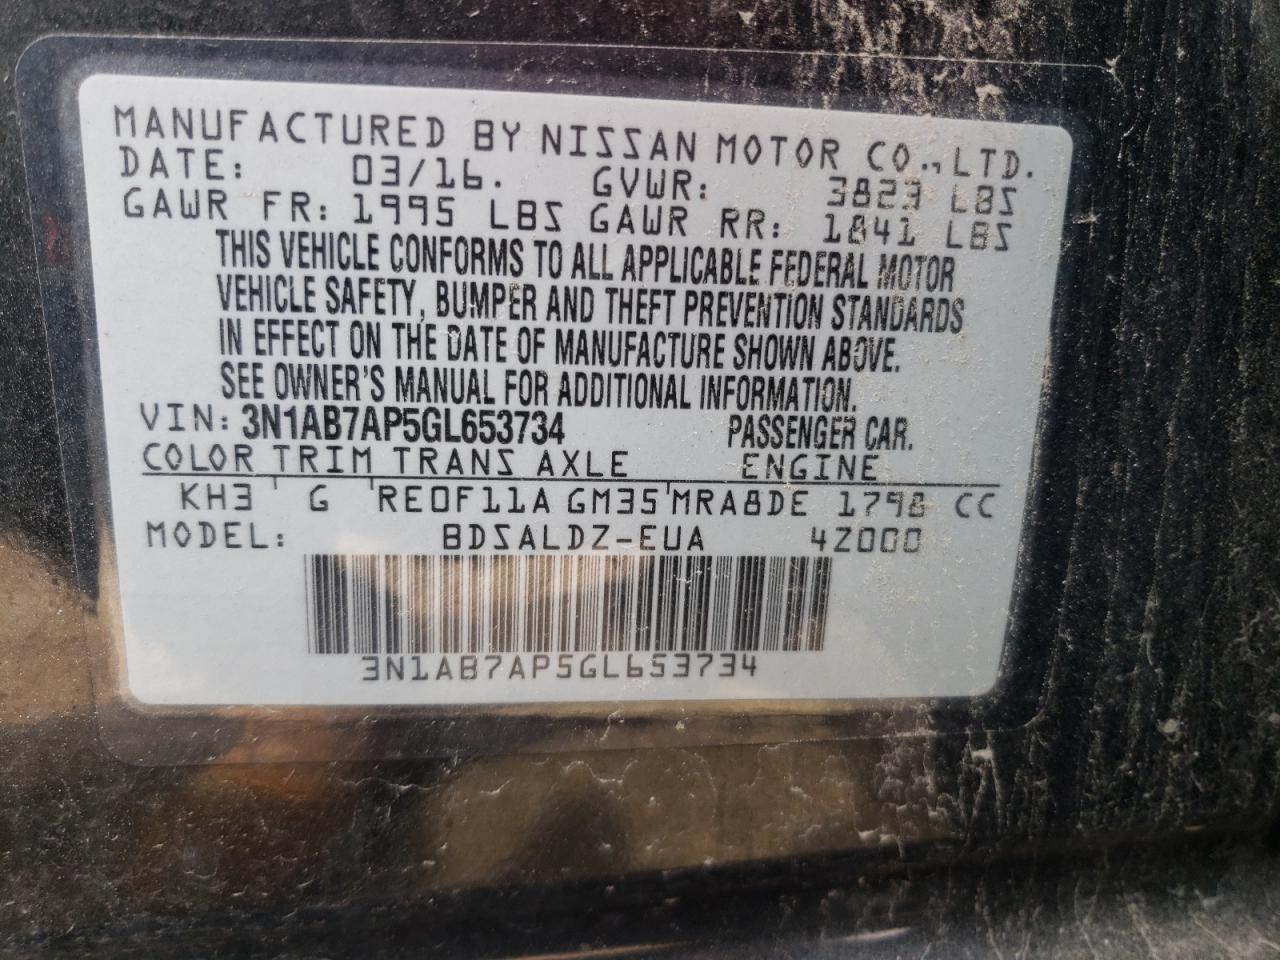 MANUFACTURED BY NISSAN MOTOR CO., LTD.
DATE: 03/16. GVWR: 3823 LBS
GAWR FR: 1995 LBS GAWR RR: 1841 LBS
THIS VEHICLE CONFORMS TO ALL APPLICABLE FEDERAL MOTOR
VEHICLE SAFETY, BUMPER AND THEFT PREVENTION STANDARDS
IN EFFECT ON THE DATE OF MANUFACTURE SHOWN ABOVE.
SEE OWNER'S MANUAL FOR ADDITIONAL INFORMATION.
VIN: 3N1AB7AP5GL653734 PASSENGER CAR.
COLOR TRIM TRANS AXLE ENGINE
KH3 G RE0F11A GM35 MRA8DE 1798 CC
MODEL: BDSALDZ-EUA 4Z000
3N1AB7AP5GL653734